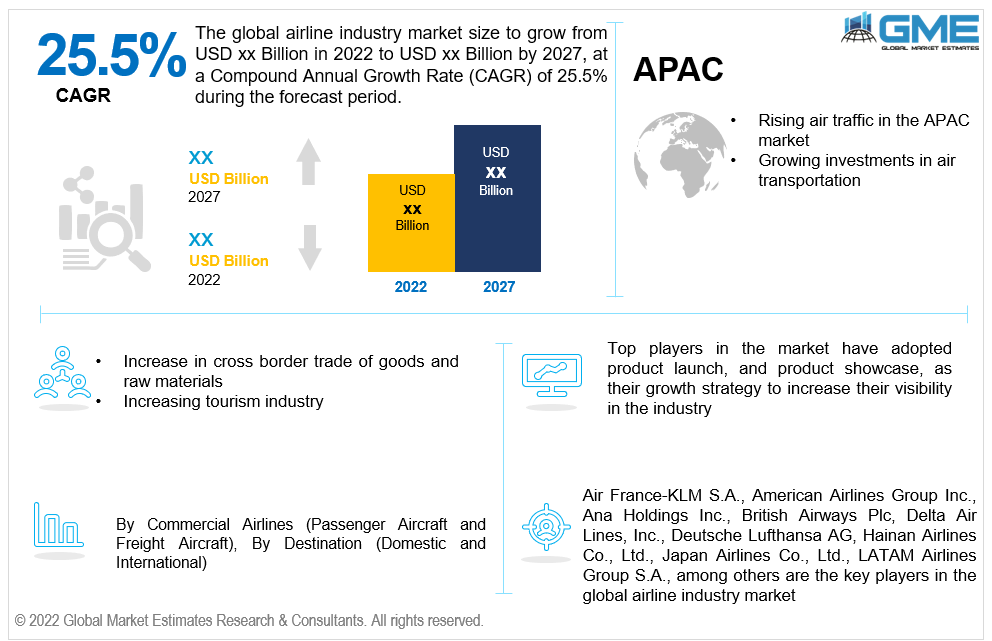 25.5%
CAGR
The global airline industry market size to grow from
USD xx Billion in 2022 to USD xx Billion by 2027, at
a Compound Annual Growth Rate (CAGR) of 25.5%
during the forecast period.
XX
USD Billion
2027
XX
USD Billion
2022
USD
xx
Billion
2022
USD
XX
Billion
2027
GME
GLOBAL MARKET ESTIMATES
APAC
• Rising air traffic in the APAC
market
• Growing investments in air
transportation
• Increase in cross border trade of goods and
raw materials
• Increasing tourism industry
Top players in the market have adopted
product launch, and product showcase, as
their growth strategy to increase their visibility
in the industry
By Commercial Airlines (Passenger Aircraft and
Freight Aircraft), By Destination (Domestic and
International)
Air France-KLM S.A., American Airlines Group Inc.,
Ana Holdings Inc., British Airways Plc, Delta Air
Lines, Inc., Deutsche Lufthansa AG, Hainan Airlines
Co., Ltd., Japan Airlines Co., Ltd., LATAM Airlines
Group S.A., among others are the key players in the
global airline industry market
© 2022 Global Market Estimates Research & Consultants. All rights reserved.